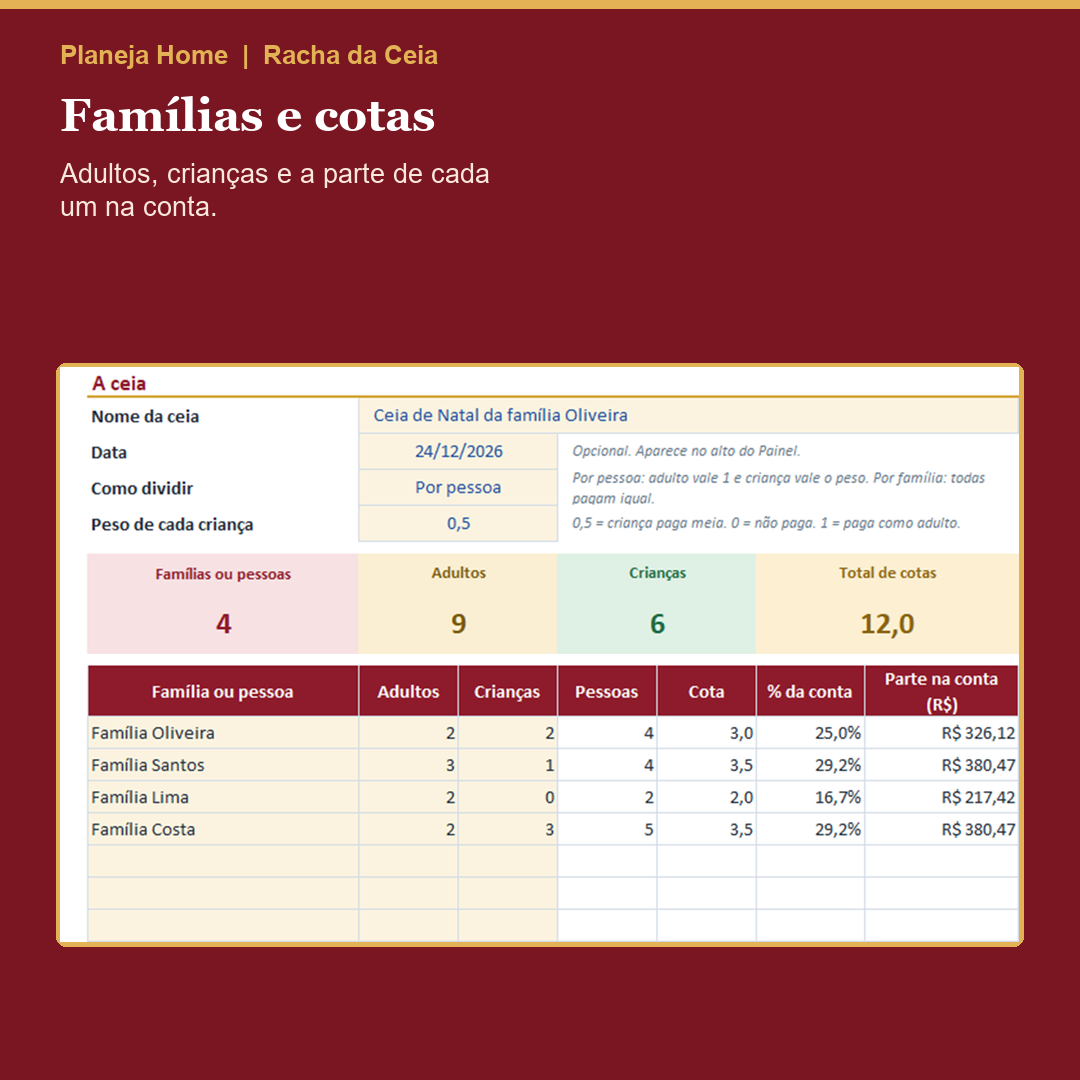 Planeja Home | Racha da Ceia
Famílias e cotas
Adultos, crianças e a parte de cada
um na conta.
A ceia
Nome da ceia Ceia de Natal da família Oliveira
Data 24/12/2026 Opcional. Aparece no alto do Painel.
Como dividir Por pessoa Por pessoa: adulto vale 1 e criança vale o peso. Por família: todas
pagam igual.
Peso de cada criança 0,5 0,5 = criança paga meia. 0 = não paga. 1 = paga como adulto.
Famílias ou pessoas Adultos Crianças Total de cotas
4 9 6 12,0
Família ou pessoa Adultos Crianças Pessoas Cota % da conta Parte na conta
(R$)
Família Oliveira 2 2 4 3,0 25,0% R$ 326,12
Família Santos 3 1 4 3,5 29,2% R$ 380,47
Família Lima 2 0 2 2,0 16,7% R$ 217,42
Família Costa 2 3 5 3,5 29,2% R$ 380,47